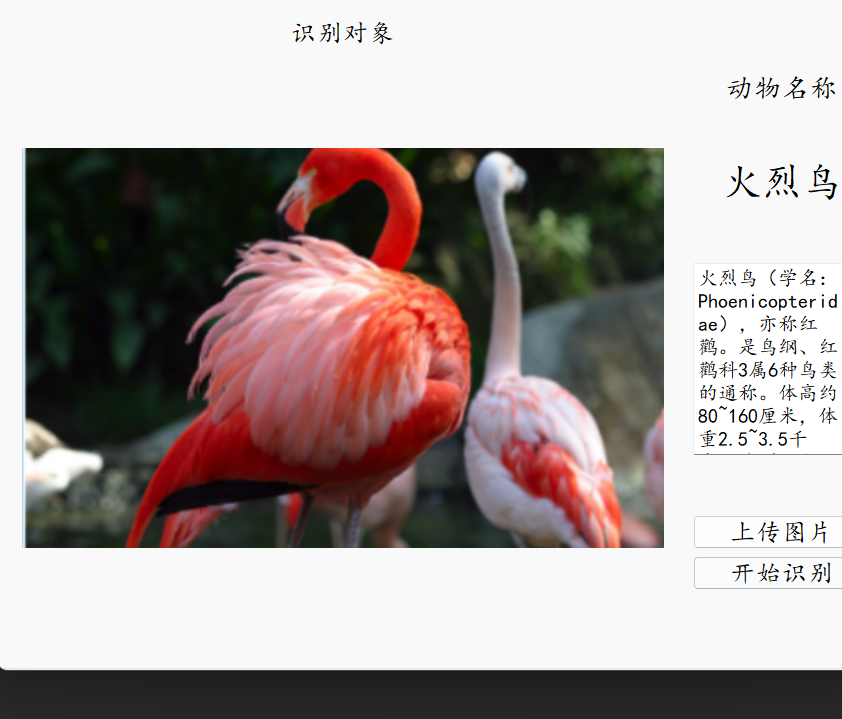 识别对象
动物名称
火烈鸟
火烈鸟（学名：
Phoenicopterid
ae），亦称红
鹳。是鸟纲、红
鹳科3属6种鸟类
的通称。体高约
80~160厘米，体
重2.5~3.5千
上传图片
开始识别